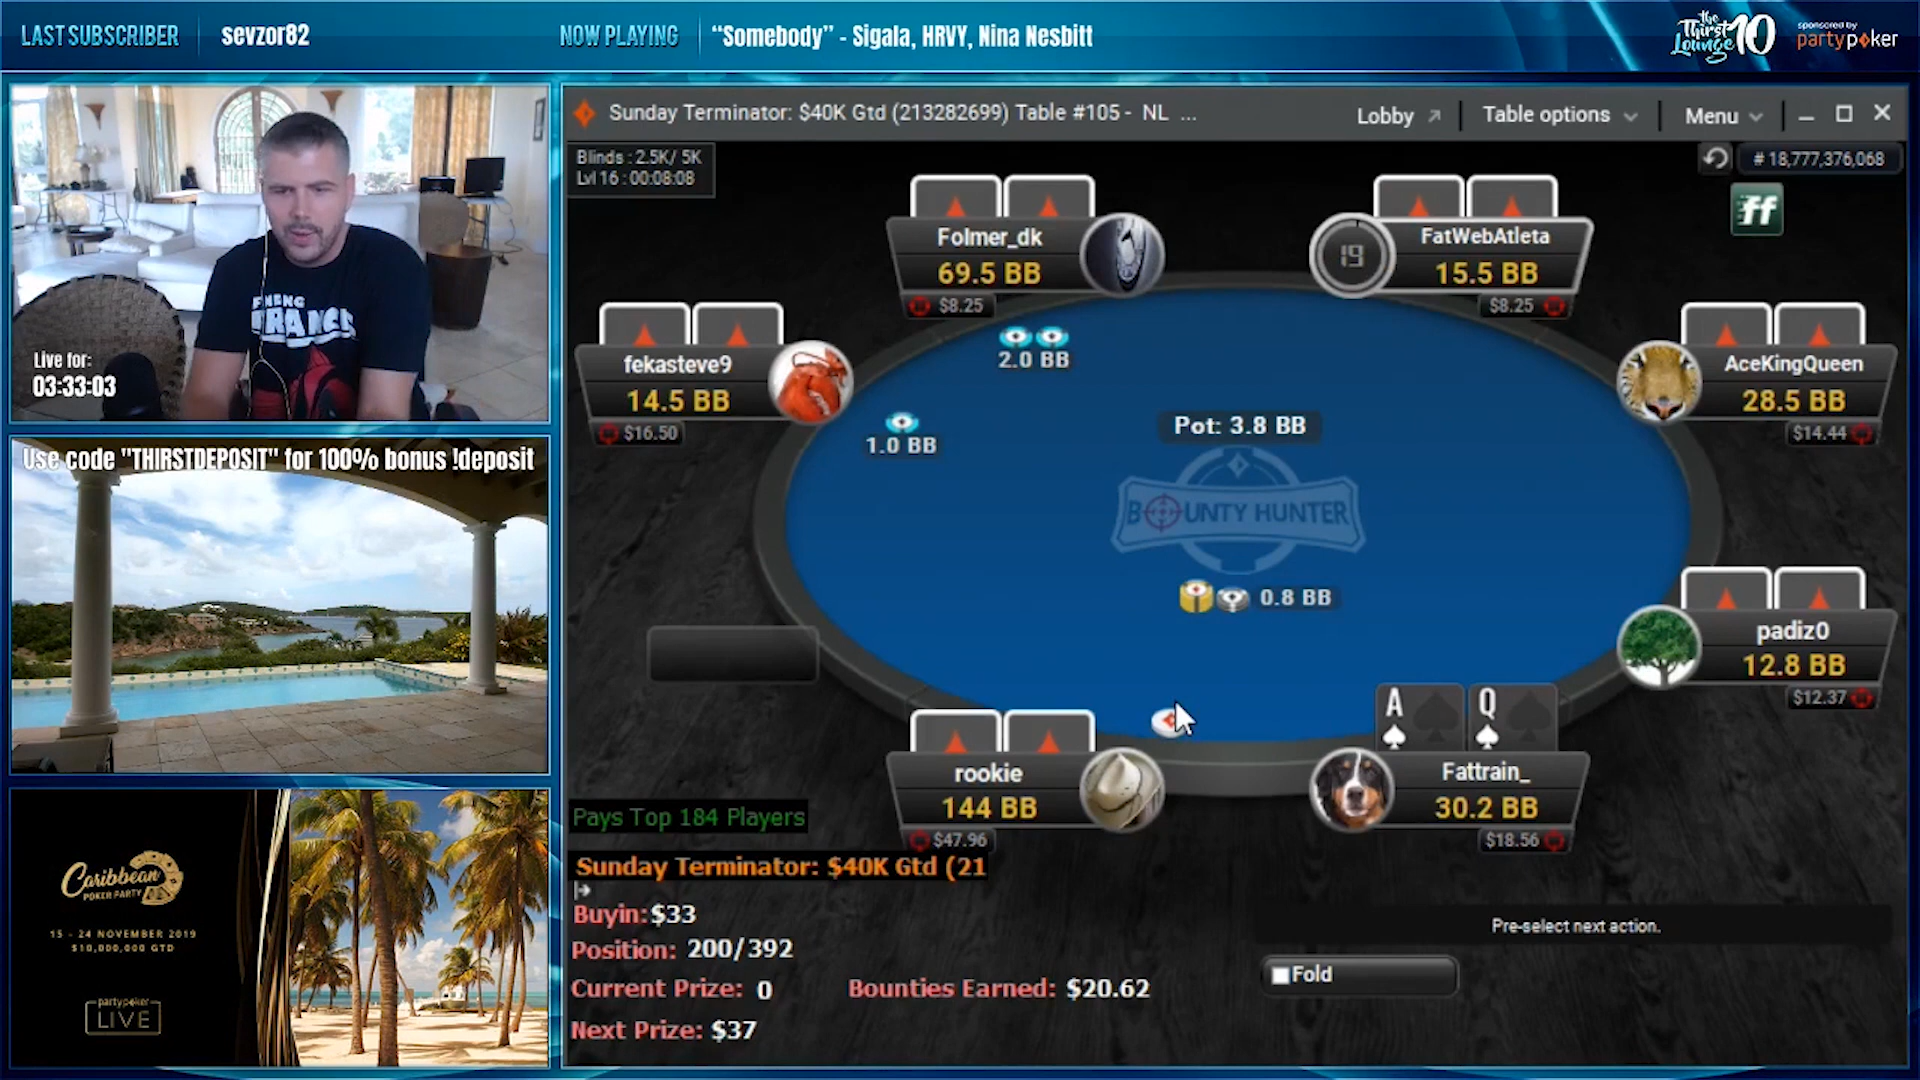 LAST SUBSCRIBER
sevzor82
NOW PLAYING
“Somebody” - Sigala, HRVY, Nina Nesbitt
the Thirst Lounge 10
sponsored by
partypoker
Live for:
03:33:03
Use code "THIRSTDEPOSIT" for 100% bonus !deposit
Caribbean
POKER PARTY
15 - 24 NOVEMBER 2019
$10,000,000 GTD
partypoker
LIVE
Sunday Terminator: $40K Gtd (213282699) Table #105 - NL ...
Lobby
Table options
Menu
Blinds : 2.5K/ 5K
Lvl 16 : 00:08:08
# 18,777,376,068
ff
Folmer_dk
69.5 BB
$8.25
19
FatWebAtleta
15.5 BB
$8.25
fekasteve9
14.5 BB
$16.50
AceKingQueen
28.5 BB
$14.44
2.0 BB
1.0 BB
Pot: 3.8 BB
BOUNTY HUNTER
0.8 BB
padiz0
12.8 BB
$12.37
A
Q
rookie
144 BB
$47.96
Fattrain_
30.2 BB
$18.56
Pays Top 184 Players
Sunday Terminator: $40K Gtd (21
Buyin: $33
Position: 200/392
Current Prize: 0
Bounties Earned: $20.62
Next Prize: $37
Pre-select next action.
Fold